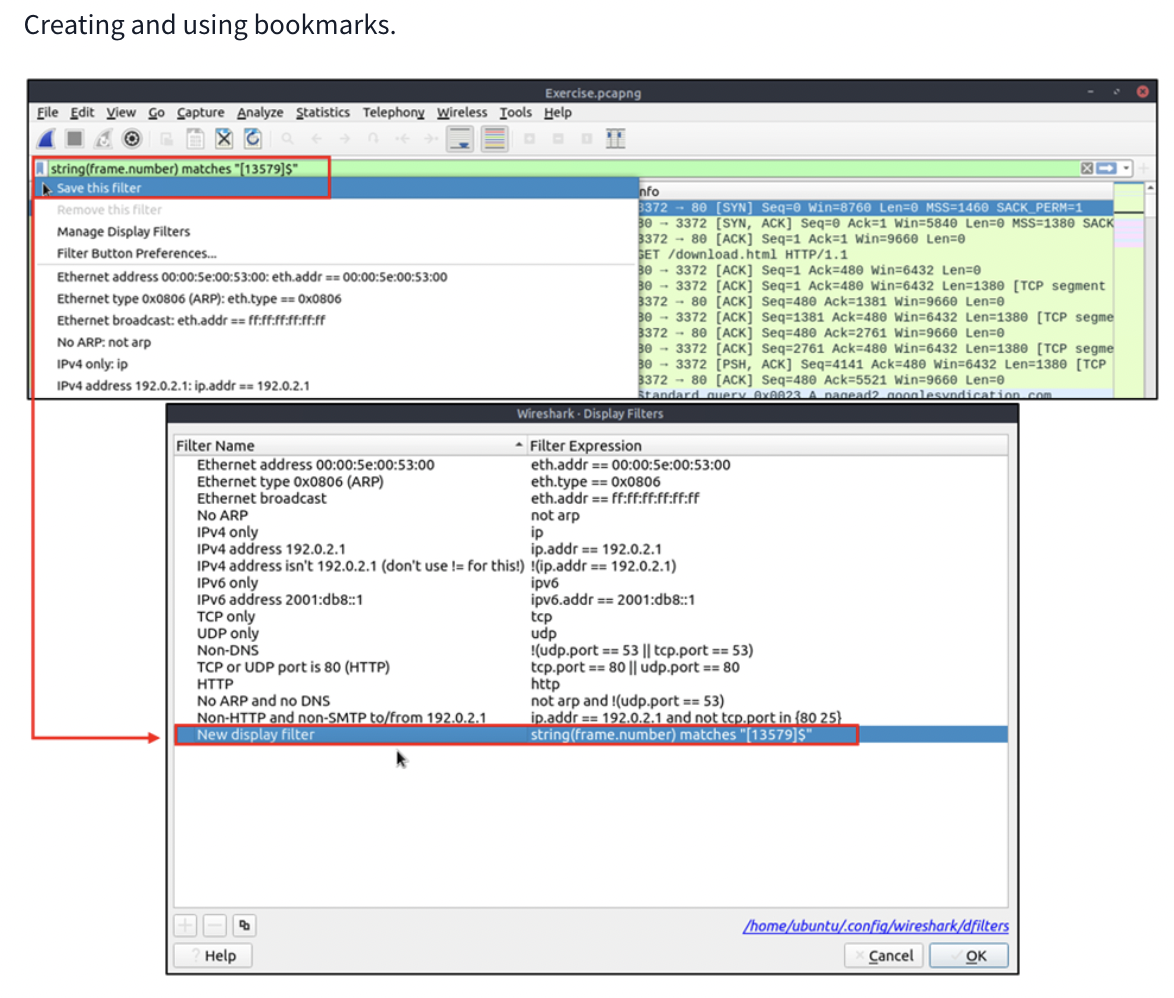 Creating and using bookmarks.
Exercise.pcapng
File Edit View Go Capture Analyze Statistics Telephony Wireless Tools Help
string(frame.number) matches "[13579]$"
Save this filter
Remove this filter
Manage Display Filters
Filter Button Preferences...
Ethernet address 00:00:5e:00:53:00: eth.addr == 00:00:5e:00:53:00
Ethernet type 0x0806 (ARP): eth.type == 0x0806
Ethernet broadcast: eth.addr == ff:ff:ff:ff:ff:ff
No ARP: not arp
IPv4 only: ip
IPv4 address 192.0.2.1: ip.addr == 192.0.2.1
nfo
3372 → 80 [SYN] Seq=0 Win=8760 Len=0 MSS=1460 SACK_PERM=1
80 → 3372 [SYN, ACK] Seq=0 Ack=1 Win=5840 Len=0 MSS=1380 SACK
3372 → 80 [ACK] Seq=1 Ack=1 Win=9660 Len=0
GET /download.html HTTP/1.1
80 → 3372 [ACK] Seq=1 Ack=480 Win=6432 Len=0
80 → 3372 [ACK] Seq=1 Ack=480 Win=6432 Len=1380 [TCP segment
3372 → 80 [ACK] Seq=480 Ack=1381 Win=9660 Len=0
80 → 3372 [ACK] Seq=1381 Ack=480 Win=6432 Len=1380 [TCP segme
3372 → 80 [ACK] Seq=480 Ack=2761 Win=9660 Len=0
80 → 3372 [ACK] Seq=2761 Ack=480 Win=6432 Len=1380 [TCP segme
80 → 3372 [PSH, ACK] Seq=4141 Ack=480 Win=6432 Len=1380 [TCP
3372 → 80 [ACK] Seq=480 Ack=5521 Win=9660 Len=0
Standard query 0x0023 A pagead2.googlesyndication.com
Wireshark · Display Filters
Filter Name Filter Expression
Ethernet address 00:00:5e:00:53:00 eth.addr == 00:00:5e:00:53:00
Ethernet type 0x0806 (ARP) eth.type == 0x0806
Ethernet broadcast eth.addr == ff:ff:ff:ff:ff:ff
No ARP not arp
IPv4 only ip
IPv4 address 192.0.2.1 ip.addr == 192.0.2.1
IPv4 address isn't 192.0.2.1 (don't use != for this!) !(ip.addr == 192.0.2.1)
IPv6 only ipv6
IPv6 address 2001:db8::1 ipv6.addr == 2001:db8::1
TCP only tcp
UDP only udp
Non-DNS !(udp.port == 53 || tcp.port == 53)
TCP or UDP port is 80 (HTTP) tcp.port == 80 || udp.port == 80
HTTP http
No ARP and no DNS not arp and !(udp.port == 53)
Non-HTTP and non-SMTP to/from 192.0.2.1 ip.addr == 192.0.2.1 and not tcp.port in {80 25}
New display filter string(frame.number) matches "[13579]$"
/home/ubuntu/.config/wireshark/dfilters
? Help Cancel OK